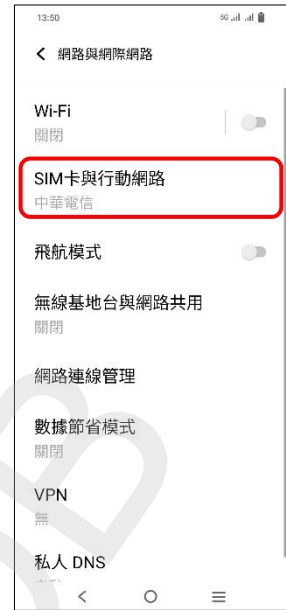 13:50
5G
網路與網際網路
Wi-Fi
關閉
SIM卡與行動網路
中華電信
飛航模式
無線基地台與網路共用
關閉
網路連線管理
數據節省模式
關閉
VPN
無
私人 DNS